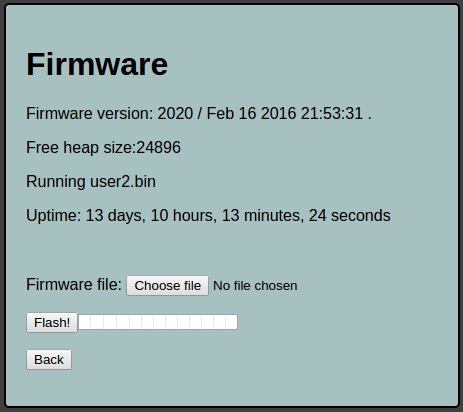 Firmware
Firmware version: 2020 / Feb 16 2016 21:53:31 .
Free heap size:24896
Running user2.bin
Uptime: 13 days, 10 hours, 13 minutes, 24 seconds
Firmware file: Choose file No file chosen
Flash!
Back